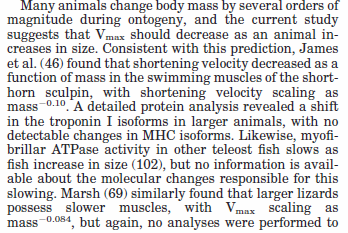 Many animals change body mass by several orders of
magnitude during ontogeny, and the current study
suggests that Vmax should decrease as an animal in-
creases in size. Consistent with this prediction, James
et al. (46) found that shortening velocity decreased as a
function of mass in the swimming muscles of the short-
horn sculpin, with shortening velocity scaling as
mass−0.10. A detailed protein analysis revealed a shift
in the troponin I isoforms in larger animals, with no
detectable changes in MHC isoforms. Likewise, myofi-
brillar ATPase activity in other teleost fish slows as
fish increase in size (102), but no information is avail-
able about the molecular changes responsible for this
slowing. Marsh (69) similarly found that larger lizards
possess slower muscles, with Vmax scaling as
mass−0.084, but again, no analyses were performed to